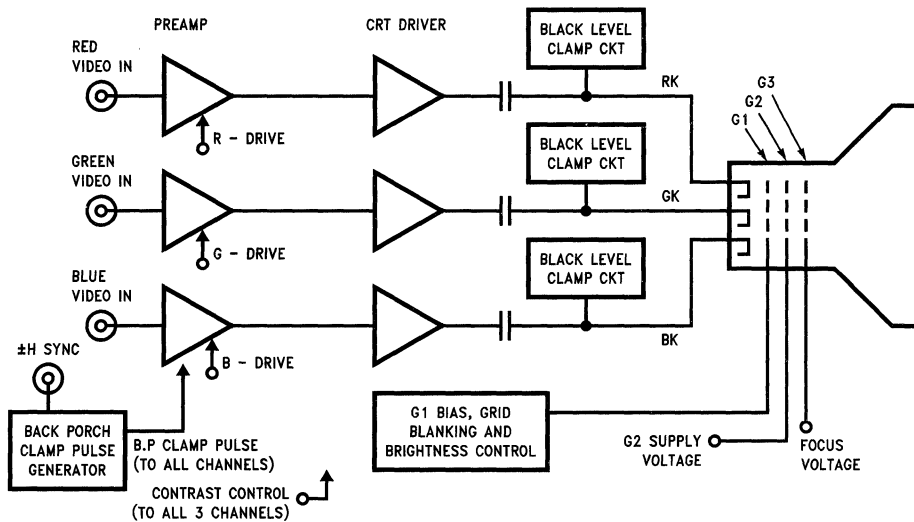 PREAMP
CRT DRIVER
BLACK LEVEL
CLAMP CKT
RED
VIDEO IN
RK
G3
G2
G1
R – DRIVE
GREEN
VIDEO IN
BLACK LEVEL
CLAMP CKT
GK
G – DRIVE
BLUE
VIDEO IN
BLACK LEVEL
CLAMP CKT
BK
±H SYNC
B – DRIVE
BACK PORCH
CLAMP PULSE
GENERATOR
B.P CLAMP PULSE
(TO ALL CHANNELS)
G1 BIAS, GRID
BLANKING AND
BRIGHTNESS CONTROL
G2 SUPPLY
VOLTAGE
FOCUS
VOLTAGE
CONTRAST CONTROL
(TO ALL 3 CHANNELS)